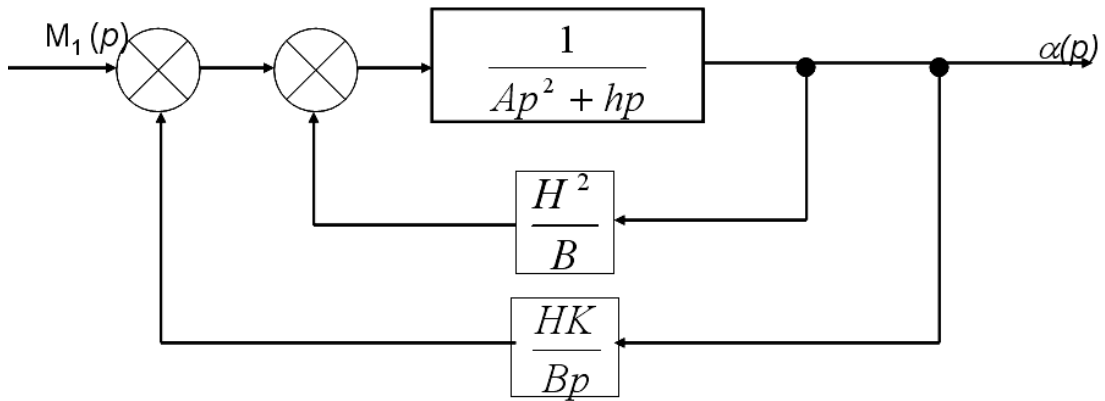 M₁(p)
α(p)
1
Ap² + hp
H²
B
HK
Bp